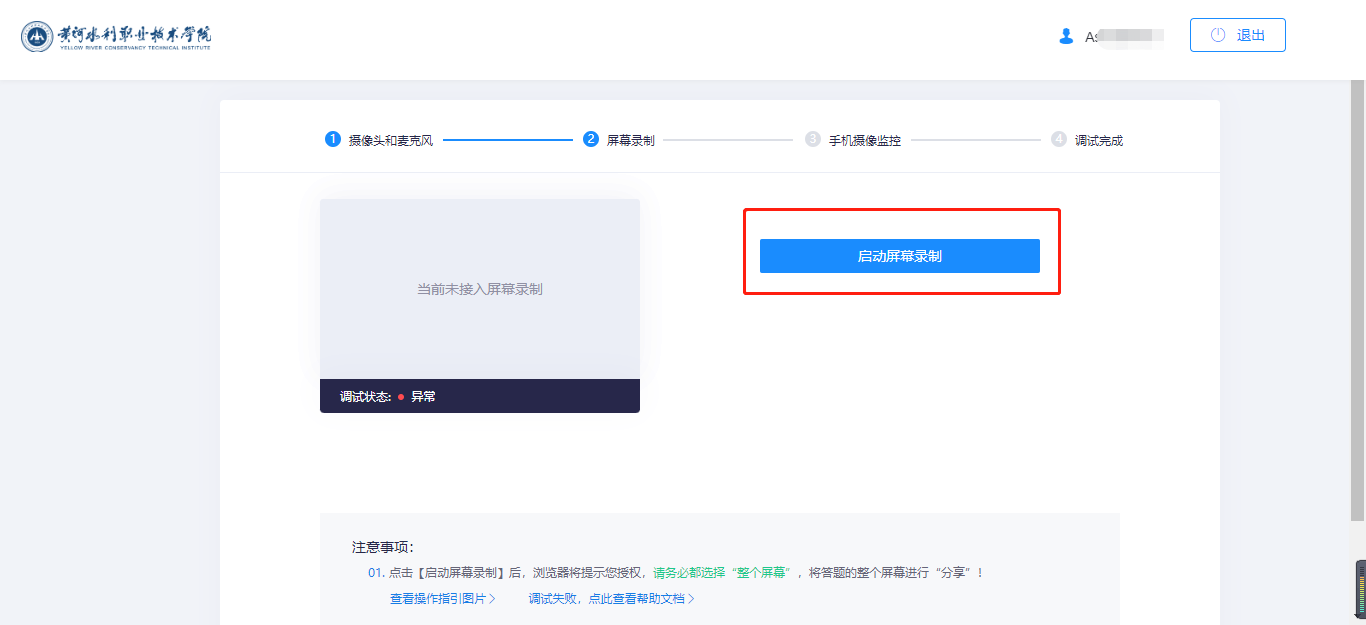 黄河水利职业技术学院
YELLOW RIVER CONSERVANCY TECHNICAL INSTITUTE
As
退出
1 摄像头和麦克风 2 屏幕录制 3 手机摄像监控 4 调试完成
启动屏幕录制
当前未接入屏幕录制
调试状态: 异常
注意事项：
01. 点击【启动屏幕录制】后，浏览器将提示您授权，请务必都选择“整个屏幕”，将答题的整个屏幕进行“分享”！
查看操作指引图片 > 调试失败，点此查看帮助文档 >